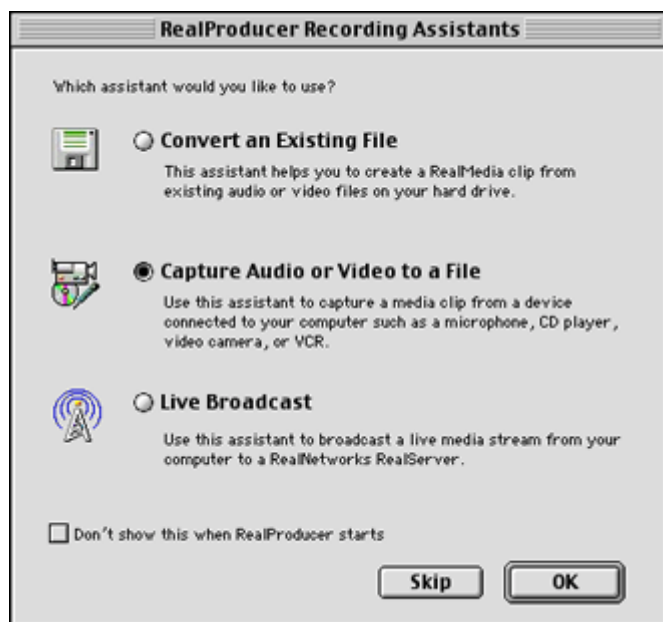 RealProducer Recording Assistants
Which assistant would you like to use?
Convert an Existing File
This assistant helps you to create a RealMedia clip from
existing audio or video files on your hard drive.
Capture Audio or Video to a File
Use this assistant to capture a media clip from a device
connected to your computer such as a microphone, CD player,
video camera, or VCR.
Live Broadcast
Use this assistant to broadcast a live media stream from your
computer to a RealNetworks RealServer.
Don't show this when RealProducer starts
Skip OK